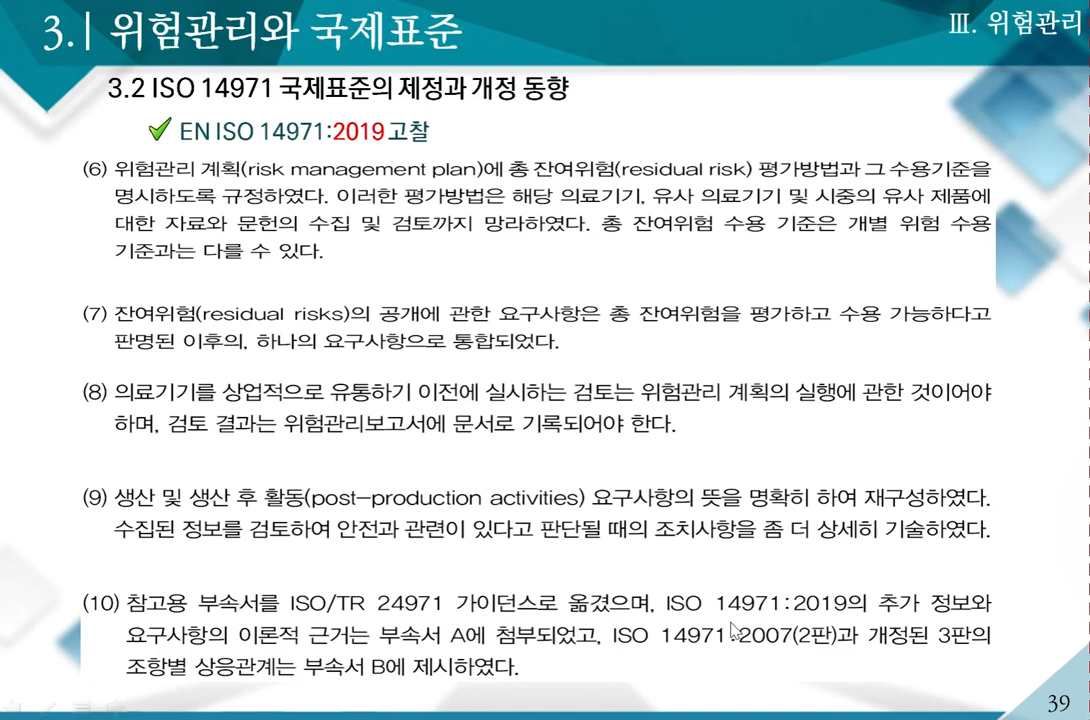 3.| 위험관리와 국제표준
Ⅲ. 위험관리
3.2 ISO 14971 국제표준의 제정과 개정 동향
EN ISO 14971:2019 고찰
(6) 위험관리 계획(risk management plan)에 총 잔여위험(residual risk) 평가방법과 그 수용기준을
명시하도록 규정하였다. 이러한 평가방법은 해당 의료기기, 유사 의료기기 및 시중의 유사 제품에
대한 자료와 문헌의 수집 및 검토까지 망라하였다. 총 잔여위험 수용 기준은 개별 위험 수용
기준과는 다를 수 있다.
(7) 잔여위험(residual risks)의 공개에 관한 요구사항은 총 잔여위험을 평가하고 수용 가능하다고
판명된 이후의, 하나의 요구사항으로 통합되었다.
(8) 의료기기를 상업적으로 유통하기 이전에 실시하는 검토는 위험관리 계획의 실행에 관한 것이어야
하며, 검토 결과는 위험관리보고서에 문서로 기록되어야 한다.
(9) 생산 및 생산 후 활동(post-production activities) 요구사항의 뜻을 명확히 하여 재구성하였다.
수집된 정보를 검토하여 안전과 관련이 있다고 판단될 때의 조치사항을 좀 더 상세히 기술하였다.
(10) 참고용 부속서를 ISO/TR 24971 가이던스로 옮겼으며, ISO 14971:2019의 추가 정보와
요구사항의 이론적 근거는 부속서 A에 첨부되었고, ISO 14971:2007(2판)과 개정된 3판의
조항별 상응관계는 부속서 B에 제시하였다.
39